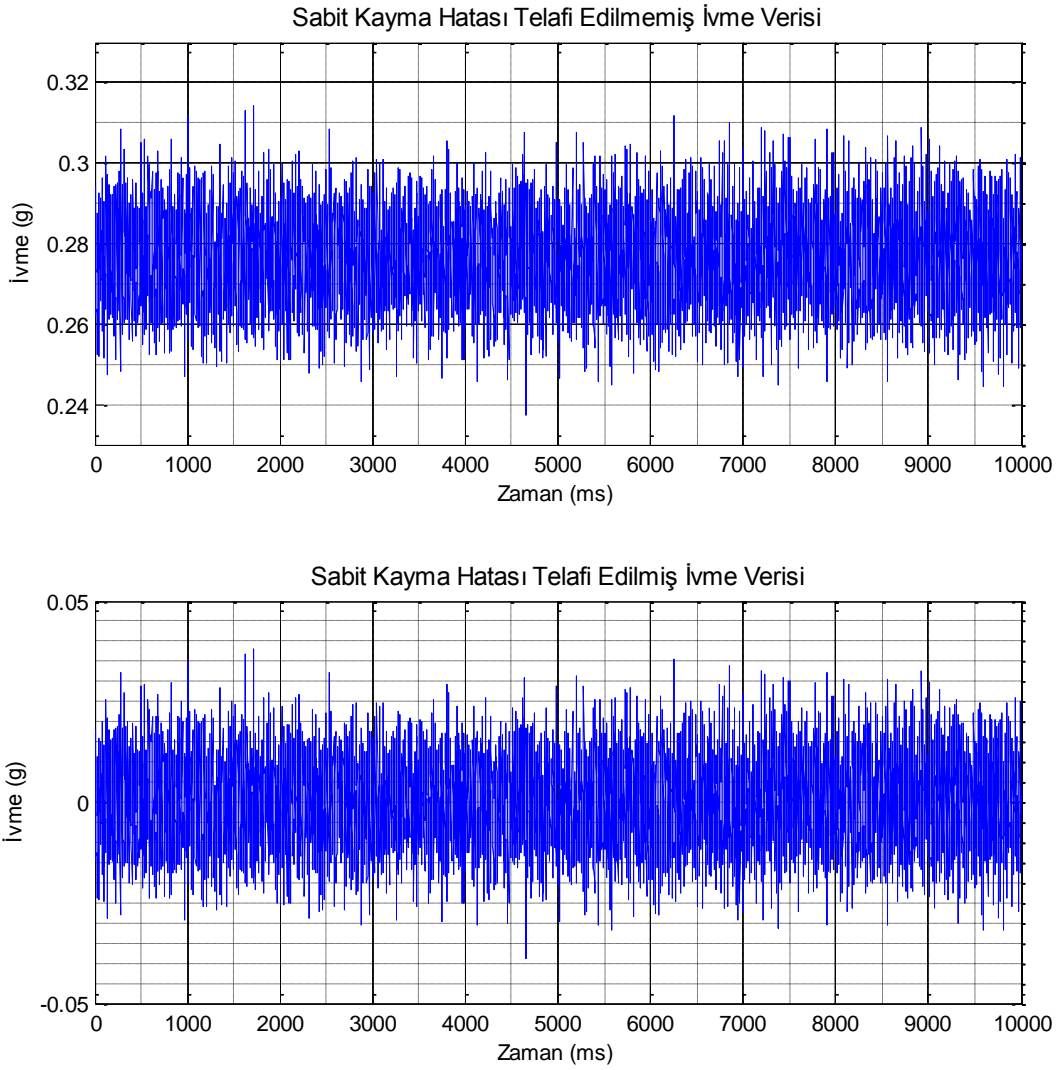 Sabit Kayma Hatası Telafi Edilmemiş İvme Verisi
0.32
0.3
0.28
0.26
0.24
İvme (g)
0 1000 2000 3000 4000 5000 6000 7000 8000 9000 10000
Zaman (ms)
Sabit Kayma Hatası Telafi Edilmiş İvme Verisi
0.05
0
-0.05
İvme (g)
0 1000 2000 3000 4000 5000 6000 7000 8000 9000 10000
Zaman (ms)